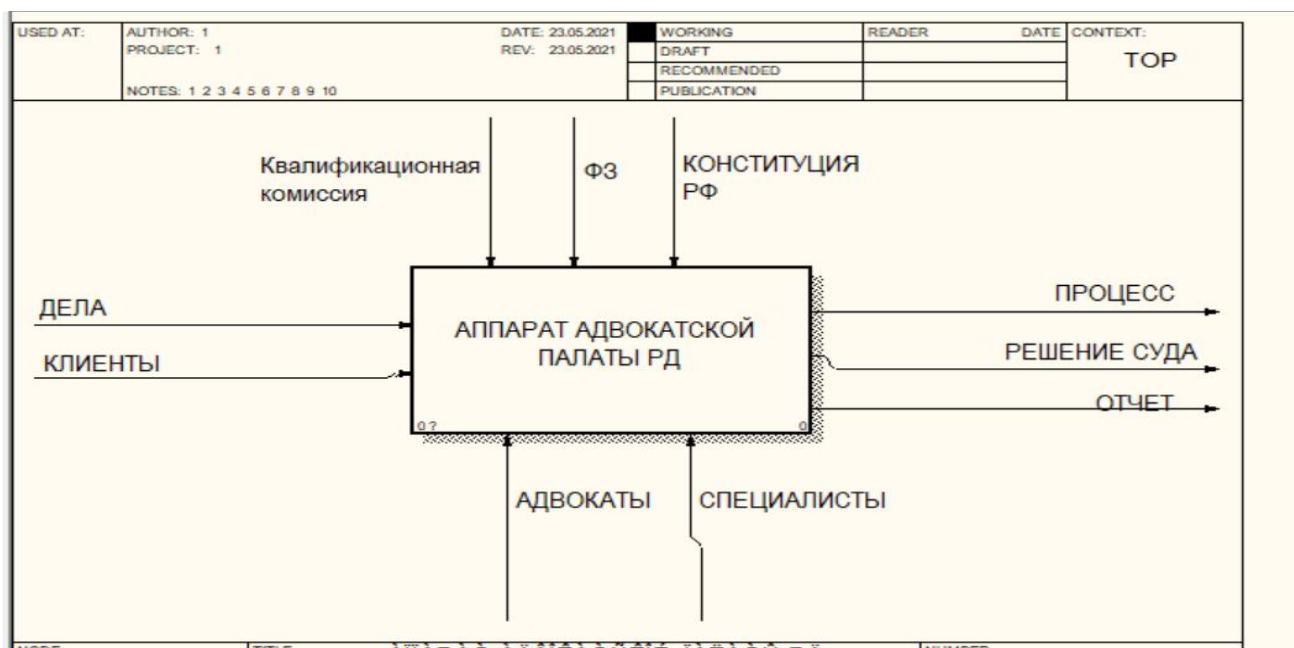 USED AT:
AUTHOR: 1
DATE: 23.05.2021
PROJECT: 1
REV: 23.05.2021
NOTES: 1 2 3 4 5 6 7 8 9 10
WORKING
DRAFT
RECOMMENDED
PUBLICATION
READER
DATE
CONTEXT:
TOP
Квалификационная
комиссия
ФЗ
КОНСТИТУЦИЯ
РФ
ДЕЛА
КЛИЕНТЫ
АППАРАТ АДВОКАТСКОЙ
ПАЛАТЫ РД
0 ?
0
ПРОЦЕСС
РЕШЕНИЕ СУДА
ОТЧЕТ
АДВОКАТЫ
СПЕЦИАЛИСТЫ